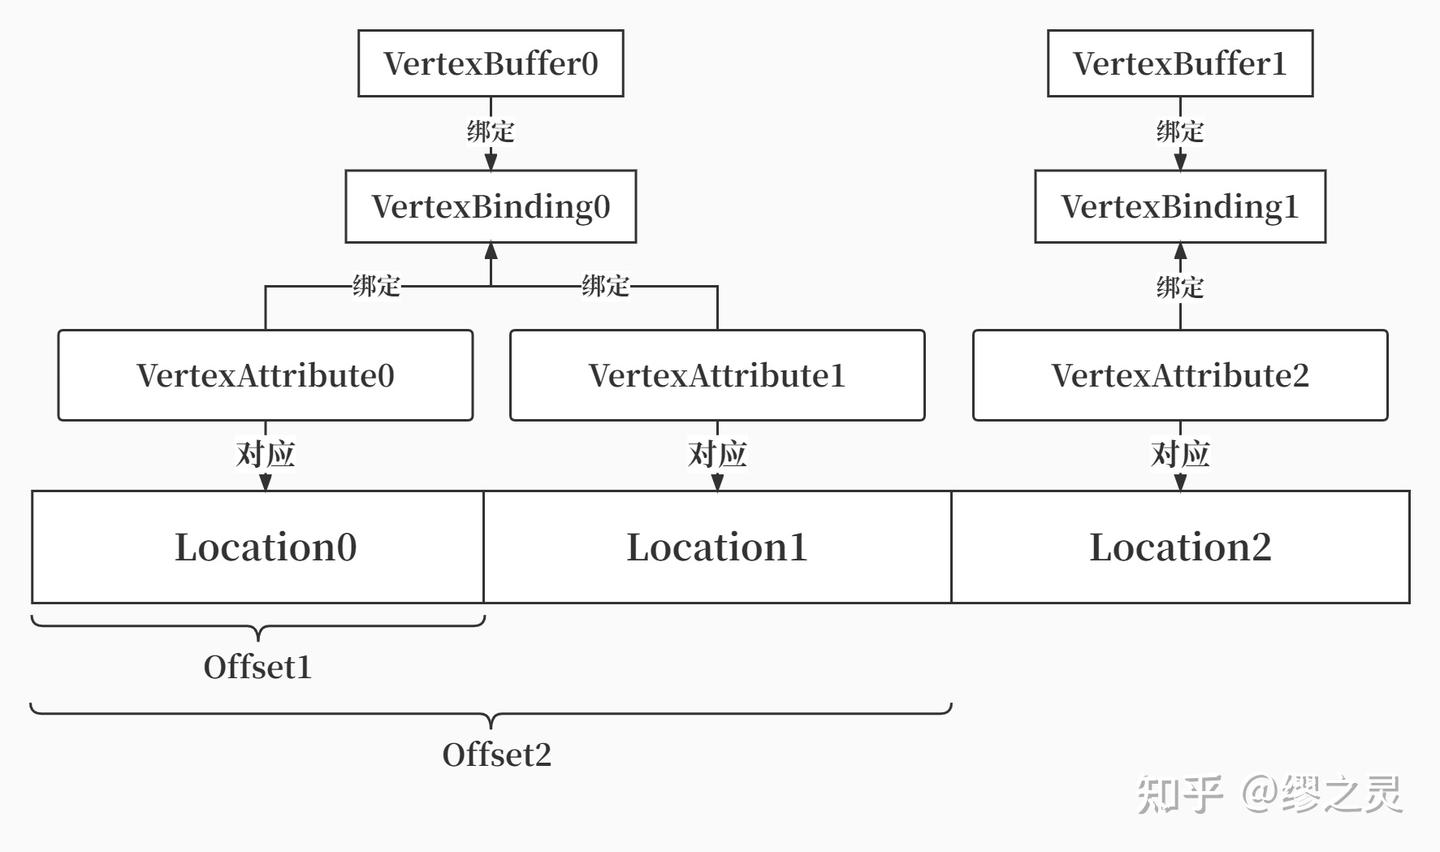 VertexBuffer0
VertexBuffer1
绑定
绑定
VertexBinding0
VertexBinding1
绑定
绑定
绑定
VertexAttribute0
VertexAttribute1
VertexAttribute2
对应
对应
对应
Location0
Location1
Location2
Offset1
Offset2
知乎 @缪之灵